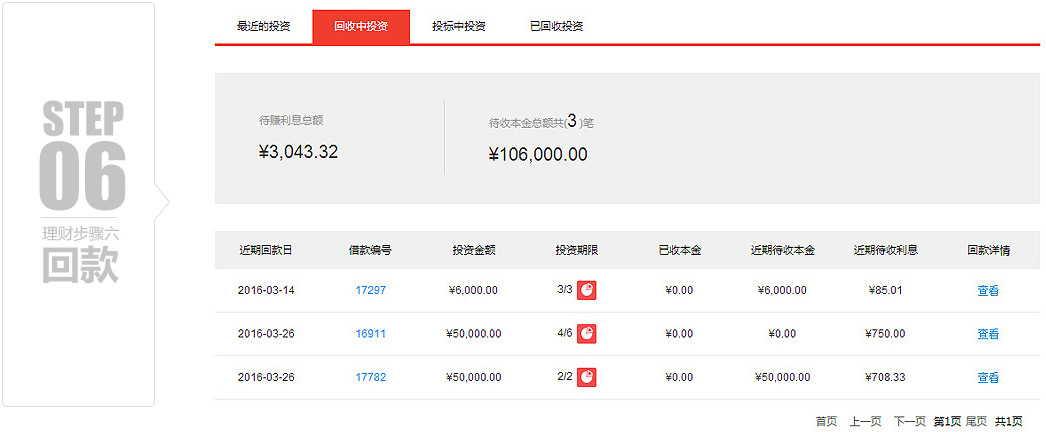 STEP
06
理财步骤六
回款
最近的投资 回收中投资 投标中投资 已回收投资
待赚利息总额 待收本金总额共(3)笔
¥3,043.32 ¥106,000.00
近期回款日 借款编号 投资金额 投资期限 已收本金 近期待收本金 近期待收利息 回款详情
2016-03-14 17297 ¥6,000.00 3/3 ¥0.00 ¥6,000.00 ¥85.01 查看
2016-03-26 16911 ¥50,000.00 4/6 ¥0.00 ¥0.00 ¥750.00 查看
2016-03-26 17782 ¥50,000.00 2/2 ¥0.00 ¥50,000.00 ¥708.33 查看
首页 上一页 下一页 第1页 尾页 共1页